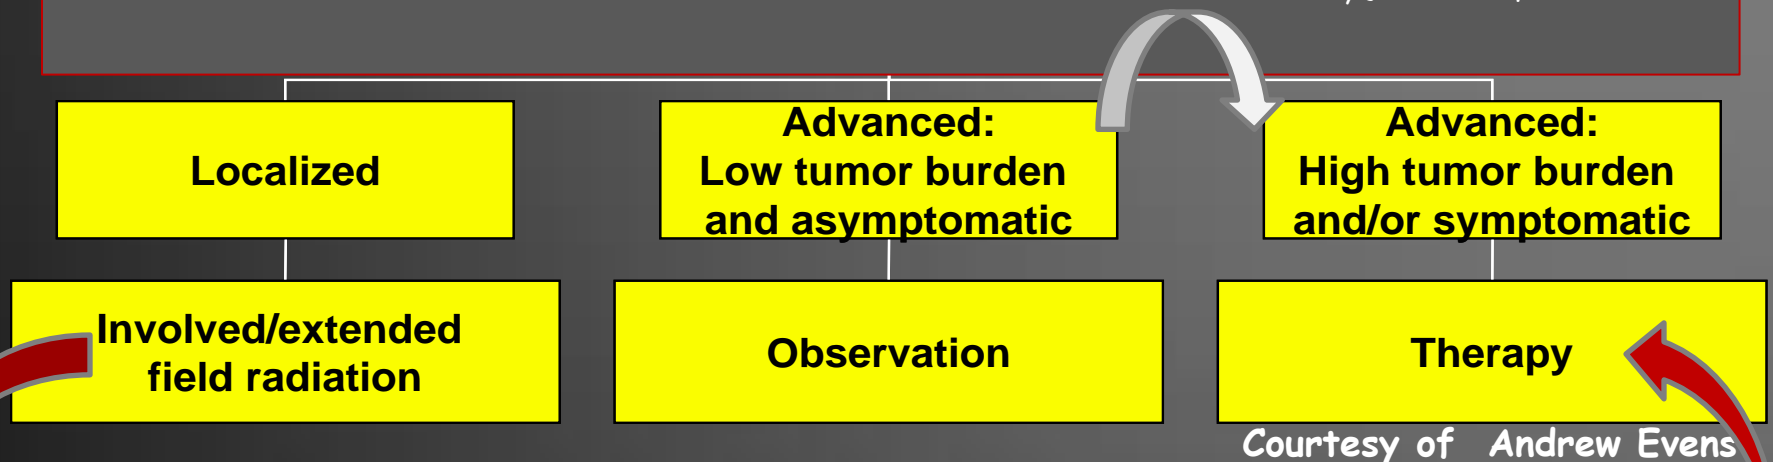 Localized
Advanced:
Low tumor burden
and asymptomatic
Advanced:
High tumor burden
and/or symptomatic
Involved/extended
field radiation
Observation
Therapy
Courtesy of Andrew Evens